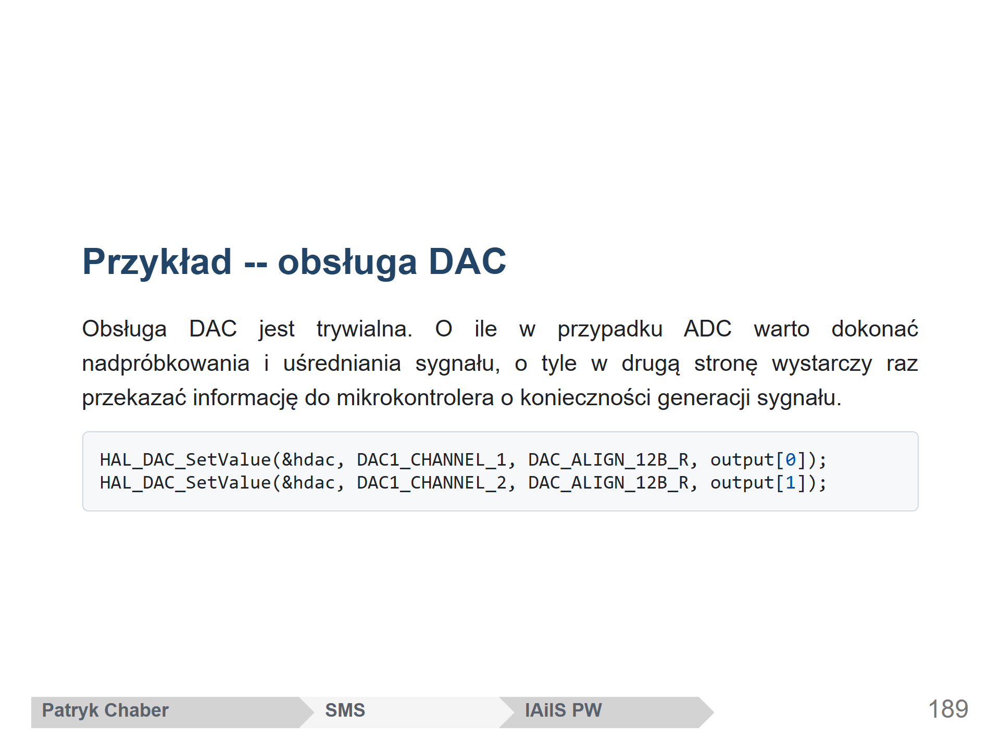 Przykład -- obsługa DAC
Obsługa DAC jest trywialna. O ile w przypadku ADC warto dokonać
nadpróbkowania i uśredniania sygnału, o tyle w drugą stronę wystarczy raz
przekazać informację do mikrokontrolera o konieczności generacji sygnału.
HAL_DAC_SetValue(&hdac, DAC1_CHANNEL_1, DAC_ALIGN_12B_R, output[0]);
HAL_DAC_SetValue(&hdac, DAC1_CHANNEL_2, DAC_ALIGN_12B_R, output[1]);
Patryk Chaber SMS IAiIS PW 189